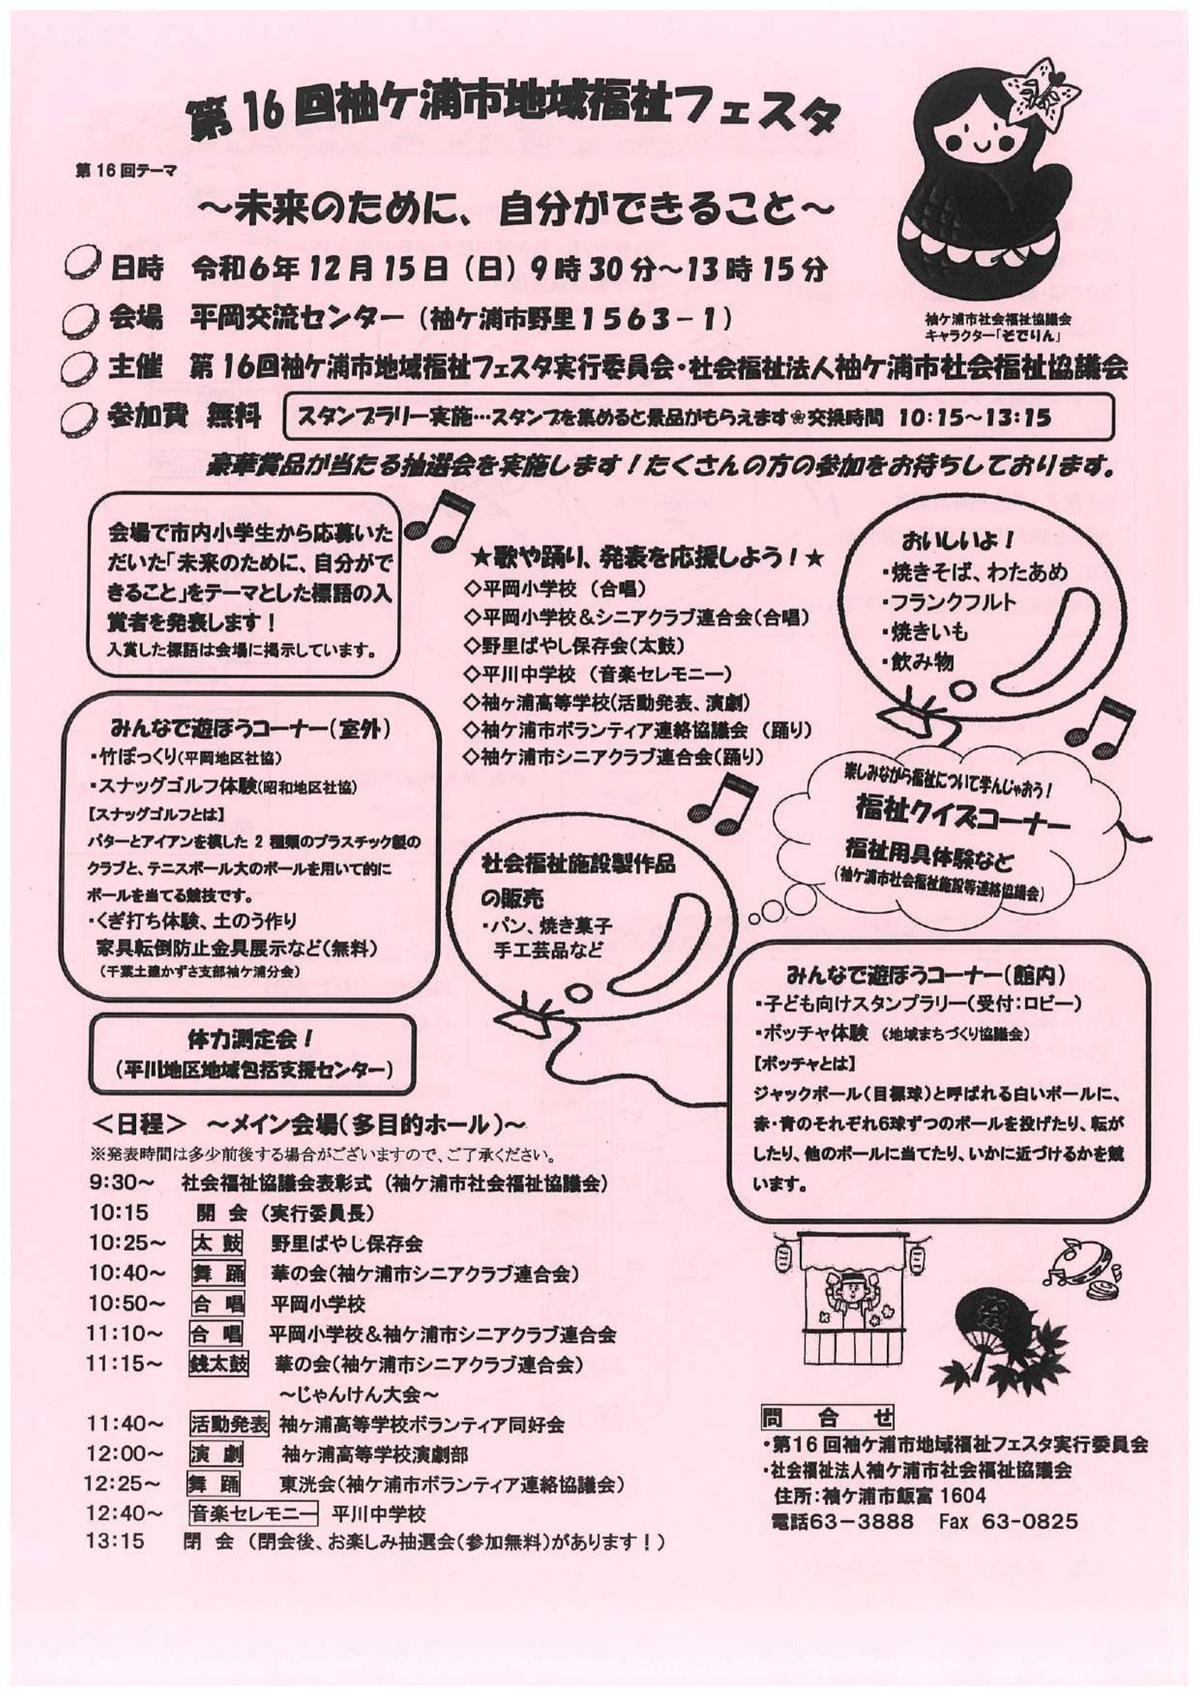 第16回袖ケ浦市地域福祉フェスタ
第16回テーマ
～未来のために、自分ができること～
日時　令和6年12月15日（日）9時30分～13時15分
会場　平岡交流センター（袖ケ浦市野里１５６３－１）
主催　第16回袖ケ浦市地域福祉フェスタ実行委員会・社会福祉法人袖ケ浦市社会福祉協議会
参加費　無料
スタンプラリー実施…スタンプを集めると景品がもらえます❀交換時間　10：15～13：15
袖ケ浦市社会福祉協議会
キャラクター「そでりん」
豪華賞品が当たる抽選会を実施します！たくさんの方の参加をお待ちしております。
会場で市内小学生から応募いた
だいた「未来のために、自分がで
きること」をテーマとした標語の入
賞者を発表します！
入賞した標語は会場に掲示しています。
★歌や踊り、発表を応援しよう！★
◇平岡小学校（合唱）
◇平岡小学校＆シニアクラブ連合会（合唱）
◇野里ばやし保存会（太鼓）
◇平川中学校（音楽セレモニー）
◇袖ヶ浦高等学校（活動発表、演劇）
◇袖ケ浦市ボランティア連絡協議会（踊り）
◇袖ケ浦市シニアクラブ連合会（踊り）
おいしいよ！
・焼きそば、わたあめ
・フランクフルト
・焼きいも
・飲み物
みんなで遊ぼうコーナー（室外）
・竹ぽっくり（平岡地区社協）
・スナッグゴルフ体験（昭和地区社協）
【スナッグゴルフとは】
パターとアイアンを模した２種類のプラスチック製の
クラブと、テニスボール大のボールを用いて的に
ボールを当てる競技です。
・くぎ打ち体験、土のう作り
家具転倒防止金具展示など（無料）
（千葉土建かずさ支部袖ケ浦分会）
楽しみながら福祉について学んじゃおう！
福祉クイズコーナー
福祉用具体験など
（袖ケ浦市社会福祉施設等連絡協議会）
社会福祉施設製作品
の販売
・パン、焼き菓子
手工芸品など
体力測定会！
（平川地区地域包括支援センター）
みんなで遊ぼうコーナー（館内）
・子ども向けスタンプラリー（受付：ロビー）
・ボッチャ体験（地域まちづくり協議会）
【ボッチャとは】
ジャックボール（目標球）と呼ばれる白いボールに、
赤・青のそれぞれ6球ずつのボールを投げたり、転が
したり、他のボールに当てたり、いかに近づけるかを競
います。
＜日程＞　～メイン会場（多目的ホール）～
※発表時間は多少前後する場合がございますので、ご了承ください。
9：30～　社会福祉協議会表彰式（袖ケ浦市社会福祉協議会）
10：15　開　会（実行委員長）
10：25～　太　鼓　野里ばやし保存会
10：40～　舞　踊　華の会（袖ケ浦市シニアクラブ連合会）
10：50～　合　唱　平岡小学校
11：10～　合　唱　平岡小学校＆袖ケ浦市シニアクラブ連合会
11：15～　銭太鼓　華の会（袖ケ浦市シニアクラブ連合会）
～じゃんけん大会～
11：40～　活動発表　袖ヶ浦高等学校ボランティア同好会
12：00～　演　劇　袖ヶ浦高等学校演劇部
12：25～　舞　踊　東洸会（袖ケ浦市ボランティア連絡協議会）
12：40～　音楽セレモニー　平川中学校
13：15　閉　会（閉会後、お楽しみ抽選会（参加無料）があります！）
祭
問　合　せ
・第16回袖ケ浦市地域福祉フェスタ実行委員会
・社会福祉法人袖ケ浦市社会福祉協議会
住所：袖ケ浦市飯富1604
電話63－3888　Fax 63-0825